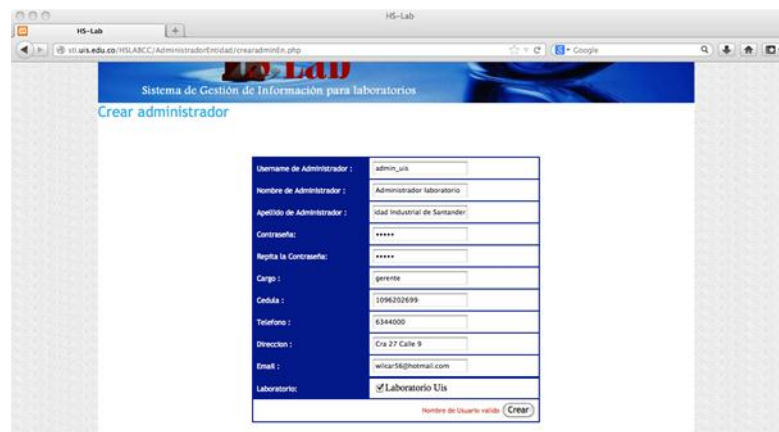 HS-Lab
HS-Lab
sti.uis.edu.co/HSLABCC/AdministradorEntidad/crearadminEn.php
Google
HS Lab
Sistema de Gestión de Información para laboratorios
Crear administrador
Username de Administrador : admin_uis
Nombre de Administrador : Administrador laboratorio
Apellido de Administrador : idad Industrial de Santander
Contraseña: •••••
Repita la Contraseña: •••••
Cargo : gerente
Cedula : 1096202699
Telefono : 6344000
Direccion : Cra 27 Calle 9
Email : wilcar56@hotmail.com
Laboratorio: Laboratorio Uis
Nombre de Usuario valido Crear